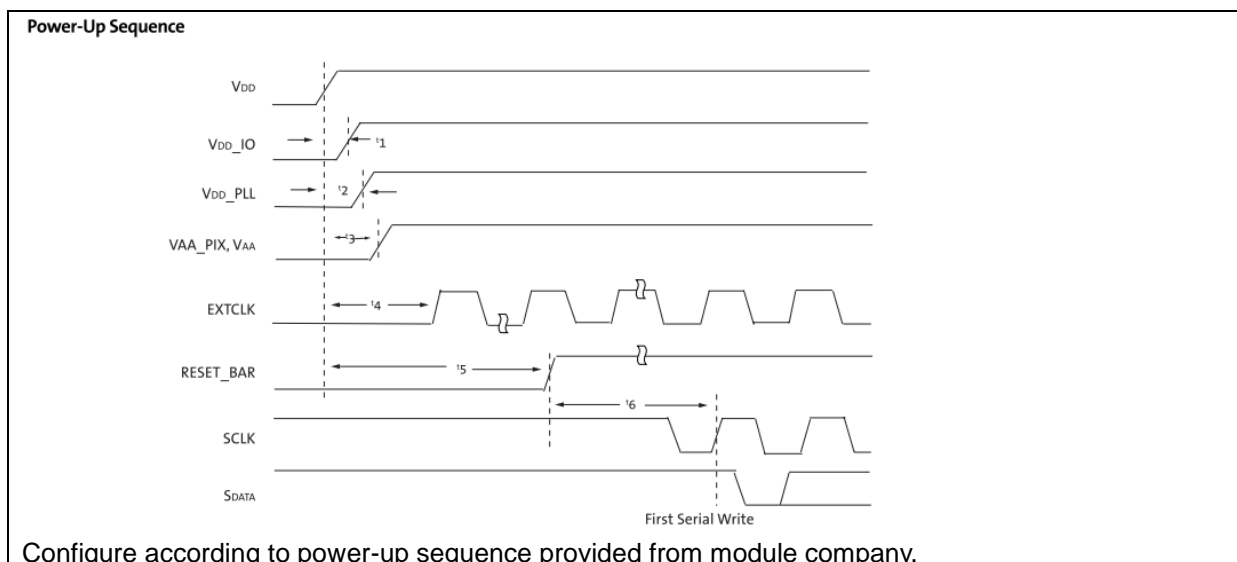 Power-Up Sequence
VDD
VDD_IO
t1
VDD_PLL
t2
VAA_PIX, VAA
t3
EXTCLK
t4
RESET_BAR
t5
t6
SCLK
SDATA
First Serial Write
Configure according to power-up sequence provided from module company.